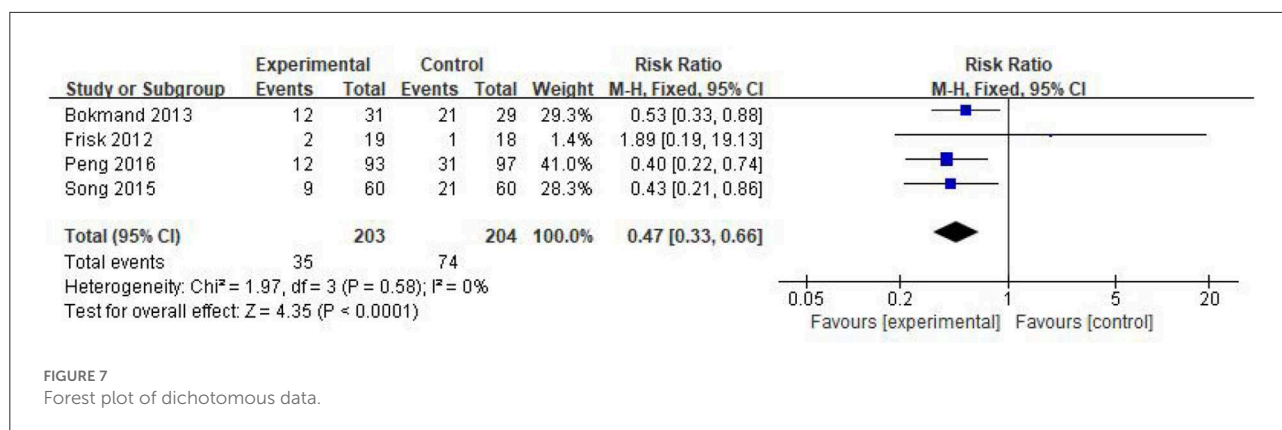 Experimental Control Risk Ratio Risk Ratio
Study or Subgroup Events Total Events Total Weight M-H, Fixed, 95% CI M-H, Fixed, 95% CI
Bokmand 2013 12 31 21 29 29.3% 0.53 [0.33, 0.88]
Frisk 2012 2 19 1 18 1.4% 1.89 [0.19, 19.13]
Peng 2016 12 93 31 97 41.0% 0.40 [0.22, 0.74]
Song 2015 9 60 21 60 28.3% 0.43 [0.21, 0.86]
Total (95% CI) 203 204 100.0% 0.47 [0.33, 0.66]
Total events 35 74
Heterogeneity: Chi² = 1.97, df = 3 (P = 0.58); I² = 0%
Test for overall effect: Z = 4.35 (P < 0.0001)
0.05 0.2 1 5 20
Favours [experimental] Favours [control]
FIGURE 7
Forest plot of dichotomous data.